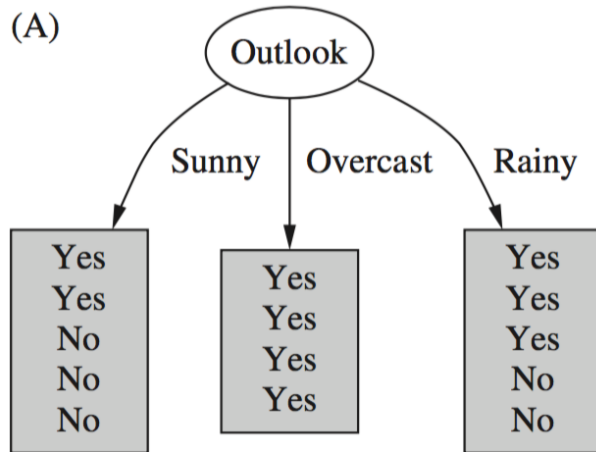 (A)
Outlook
Sunny Overcast Rainy
Yes
Yes
No
No
No
Yes
Yes
Yes
Yes
Yes
Yes
Yes
No
No